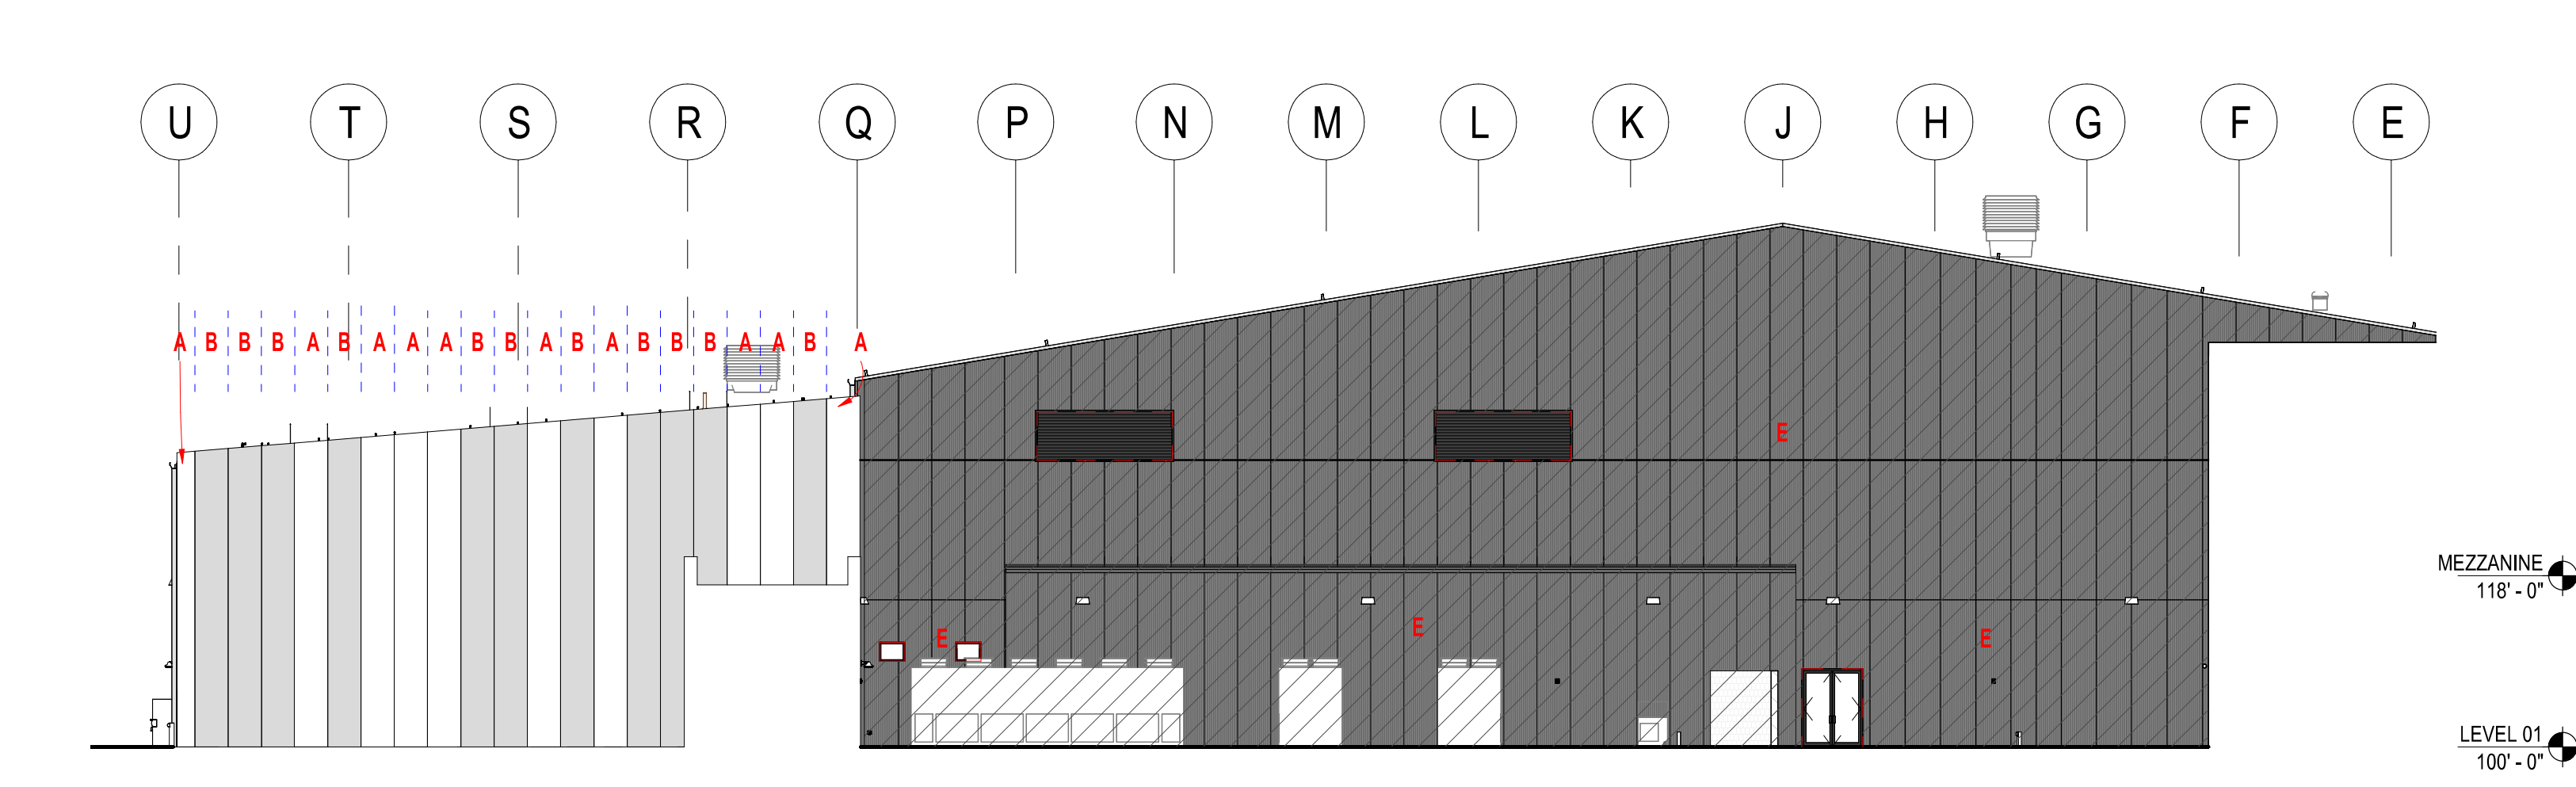 U T S R Q P N M L K J H G F E
A B B B A B A A A B B A B A B B B A A B A
E
MEZZANINE
118' - 0"
E E E
LEVEL 01
100' - 0"